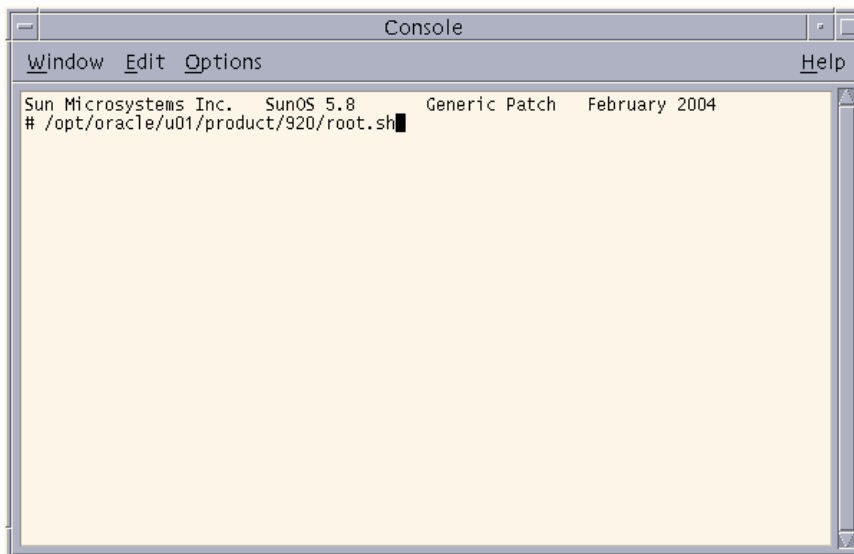 Console
Window Edit Options Help
Sun Microsystems Inc. SunOS 5.8 Generic Patch February 2004
# /opt/oracle/u01/product/920/root.sh